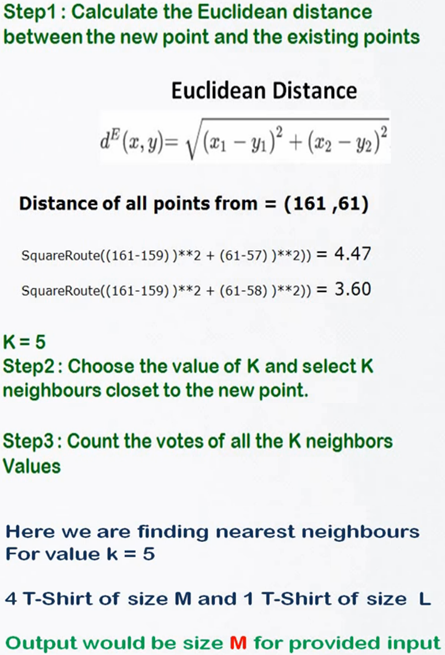 Step1 : Calculate the Euclidean distance
between the new point and the existing points
Euclidean Distance
d^E (x, y)= √(x₁ − y₁)² + (x₂ − y₂)²
Distance of all points from = (161 ,61)
SquareRoute((161-159) )**2 + (61-57) )**2)) = 4.47
SquareRoute((161-159) )**2 + (61-58) )**2)) = 3.60
K = 5
Step2 : Choose the value of K and select K
neighbours closet to the new point.
Step3 : Count the votes of all the K neighbors
Values
Here we are finding nearest neighbours
For value k = 5
4 T-Shirt of size M and 1 T-Shirt of size L
Output would be size M for provided input